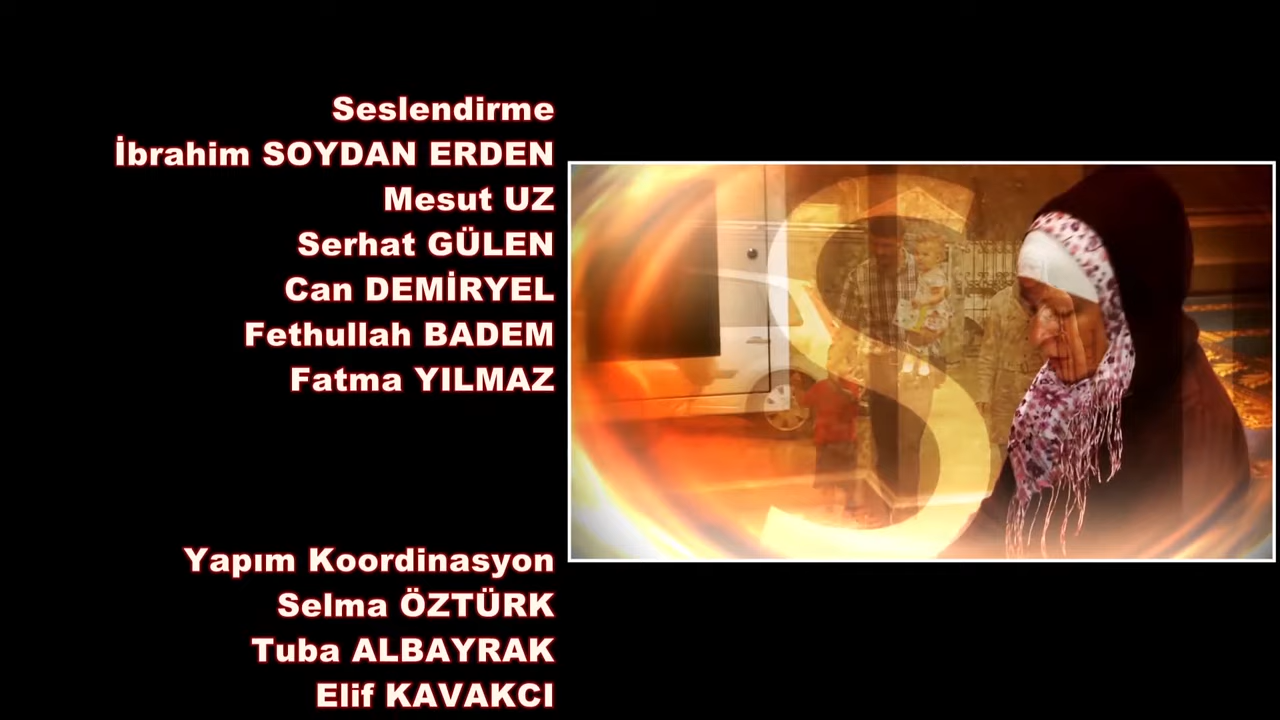 Seslendirme
İbrahim SOYDAN ERDEN
Mesut UZ
Serhat GÜLEN
Can DEMİRYEL
Fethullah BADEM
Fatma YILMAZ
Yapım Koordinasyon
Selma ÖZTÜRK
Tuba ALBAYRAK
Elif KAVAKCI
S